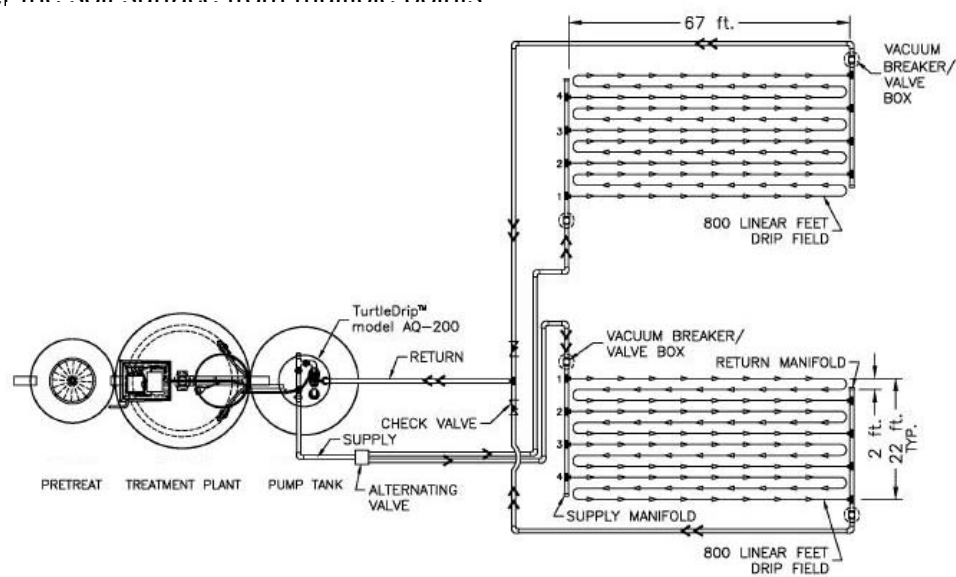 67 ft.
VACUUM
BREAKER/
VALVE
BOX
4
3
2
1
800 LINEAR FEET
DRIP FIELD
TurtleDrip™
model AQ-200
RETURN
VACUUM BREAKER/
VALVE BOX
RETURN MANIFOLD
1
2
3
4
2 ft.
22 ft.
TYP.
CHECK VALVE
SUPPLY
PRETREAT
TREATMENT PLANT
PUMP TANK
ALTERNATING
VALVE
SUPPLY MANIFOLD
800 LINEAR FEET
DRIP FIELD